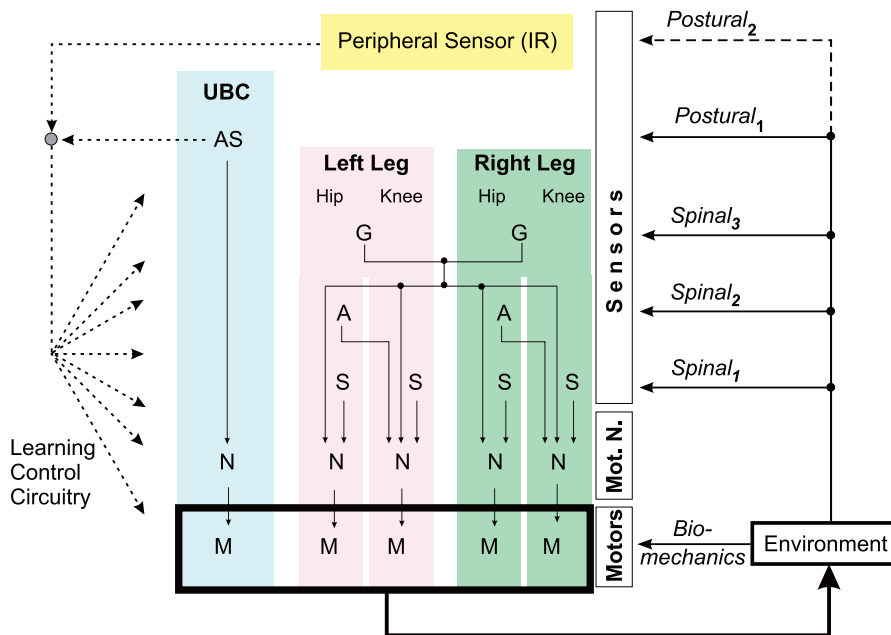 Peripheral Sensor (IR)
Postural2
UBC
AS
Postural1
Left Leg
Right Leg
Hip Knee
Hip Knee
G
G
Spinal3
Sensors
A
A
Spinal2
S
S
S
S
Spinal1
Learning
Control
Circuitry
N
N
N
N
N
Mot. N.
M
M
M
M
M
Motors
Bio-
mechanics
Environment